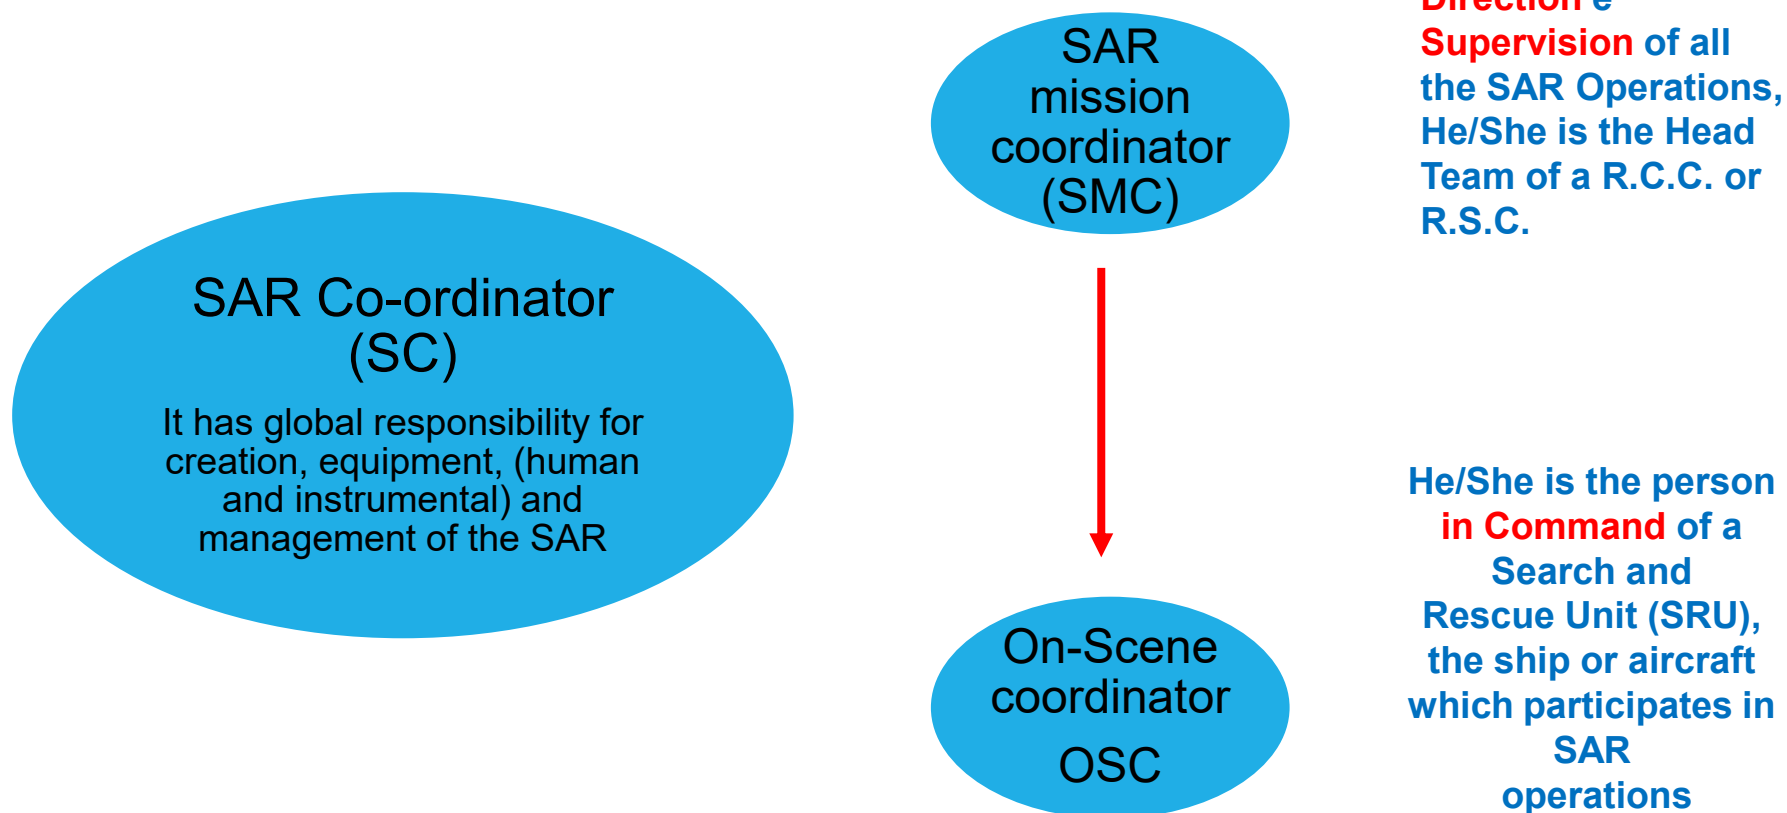 SAR Co-ordinator
(SC)
It has global responsibility for
creation, equipment, (human
and instrumental) and
management of the SAR
SAR
mission
coordinator
(SMC)
Direction e
Supervision of all
the SAR Operations,
He/She is the Head
Team of a R.C.C. or
R.S.C.
On-Scene
coordinator
OSC
He/She is the person
in Command of a
Search and
Rescue Unit (SRU),
the ship or aircraft
which participates in
SAR
operations